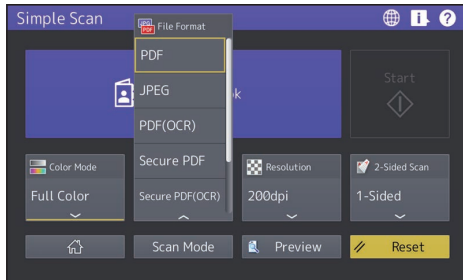 Simple Scan
File Format
PDF
JPEG
PDF(OCR)
Secure PDF
Secure PDF(OCR)
Start
Color Mode
Full Color
Resolution
200dpi
2-Sided Scan
1-Sided
Scan Mode
Preview
Reset